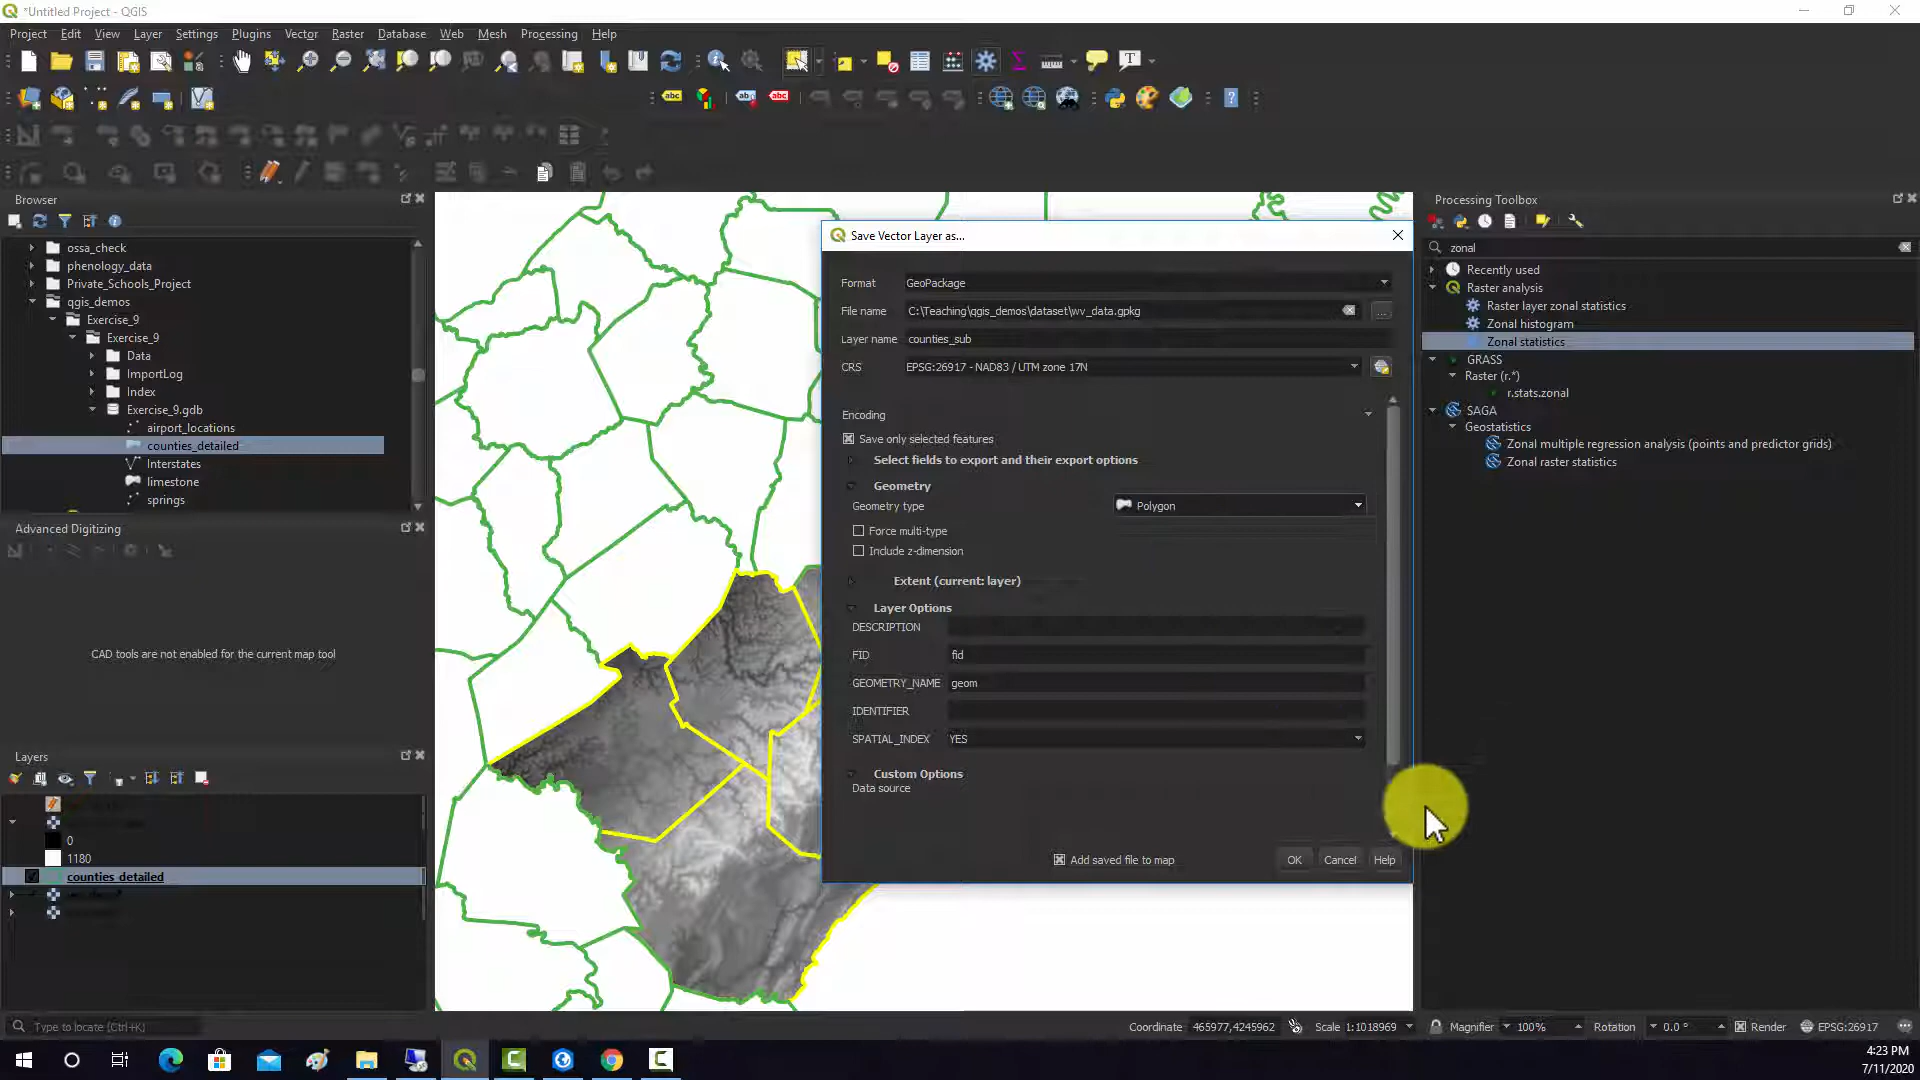 *Untitled Project - QGIS
Project Edit View Layer Settings Plugins Vector Raster Database Web Mesh Processing Help
abc abc abc
Browser
ossa_check
phenology_data
Private_Schools_Project
qgis_demos
Exercise_9
Exercise_9
Data
ImportLog
Index
Exercise_9.gdb
airport_locations
counties_detailed
Interstates
limestone
springs
Advanced Digitizing
CAD tools are not enabled for the current map tool
Layers
0
1180
counties_detailed
Save Vector Layer as...
Format GeoPackage
File name C:\Teaching\qgis_demos\dataset\wv_data.gpkg ...
Layer name counties_sub
CRS EPSG:26917 - NAD83 / UTM zone 17N
Encoding
Save only selected features
Select fields to export and their export options
Geometry
Geometry type Polygon
Force multi-type
Include z-dimension
Extent (current: layer)
Layer Options
DESCRIPTION
FID fid
GEOMETRY_NAME geom
IDENTIFIER
SPATIAL_INDEX YES
Custom Options
Data source
Add saved file to map OK Cancel Help
Processing Toolbox
zonal
Recently used
Raster analysis
Raster layer zonal statistics
Zonal histogram
Zonal statistics
GRASS
Raster (r.*)
r.stats.zonal
SAGA
Geostatistics
Zonal multiple regression analysis (points and predictor grids)
Zonal raster statistics
Type to locate (Ctrl+K) Coordinate 465977,4245962 Scale 1:1018969 Magnifier 100% Rotation 0.0 ° Render EPSG:26917
4:23 PM
7/11/2020